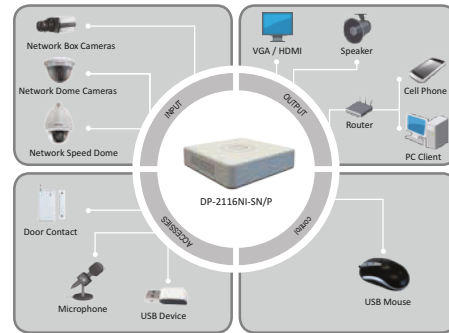 Network Box Cameras
Network Dome Cameras
Network Speed Dome
INPUT
VGA / HDMI
Speaker
Cell Phone
Router
PC Client
OUTPUT
DP-2116NI-SN/P
Door Contact
Microphone
USB Device
ACCESSIES
control
USB Mouse